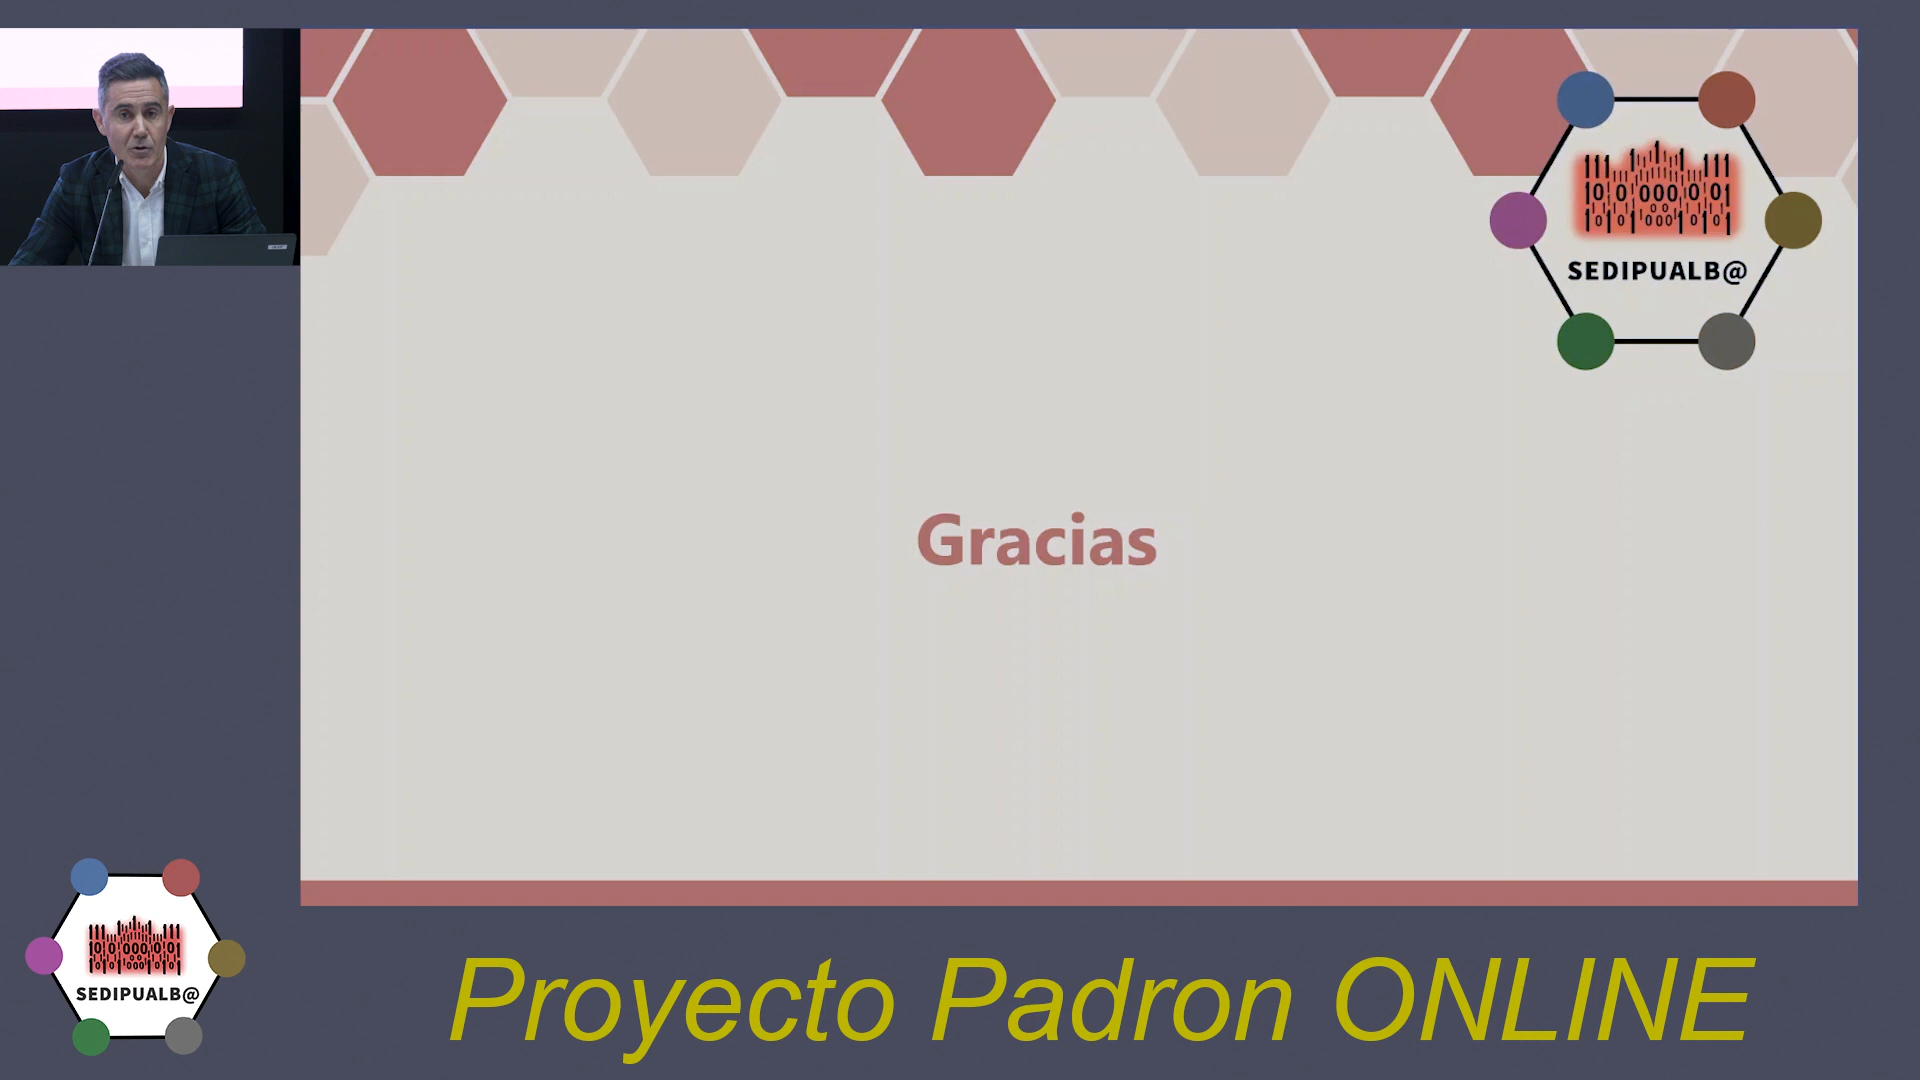 SEDIPUALB@
Gracias
SEDIPUALB@
Proyecto Padron ONLINE